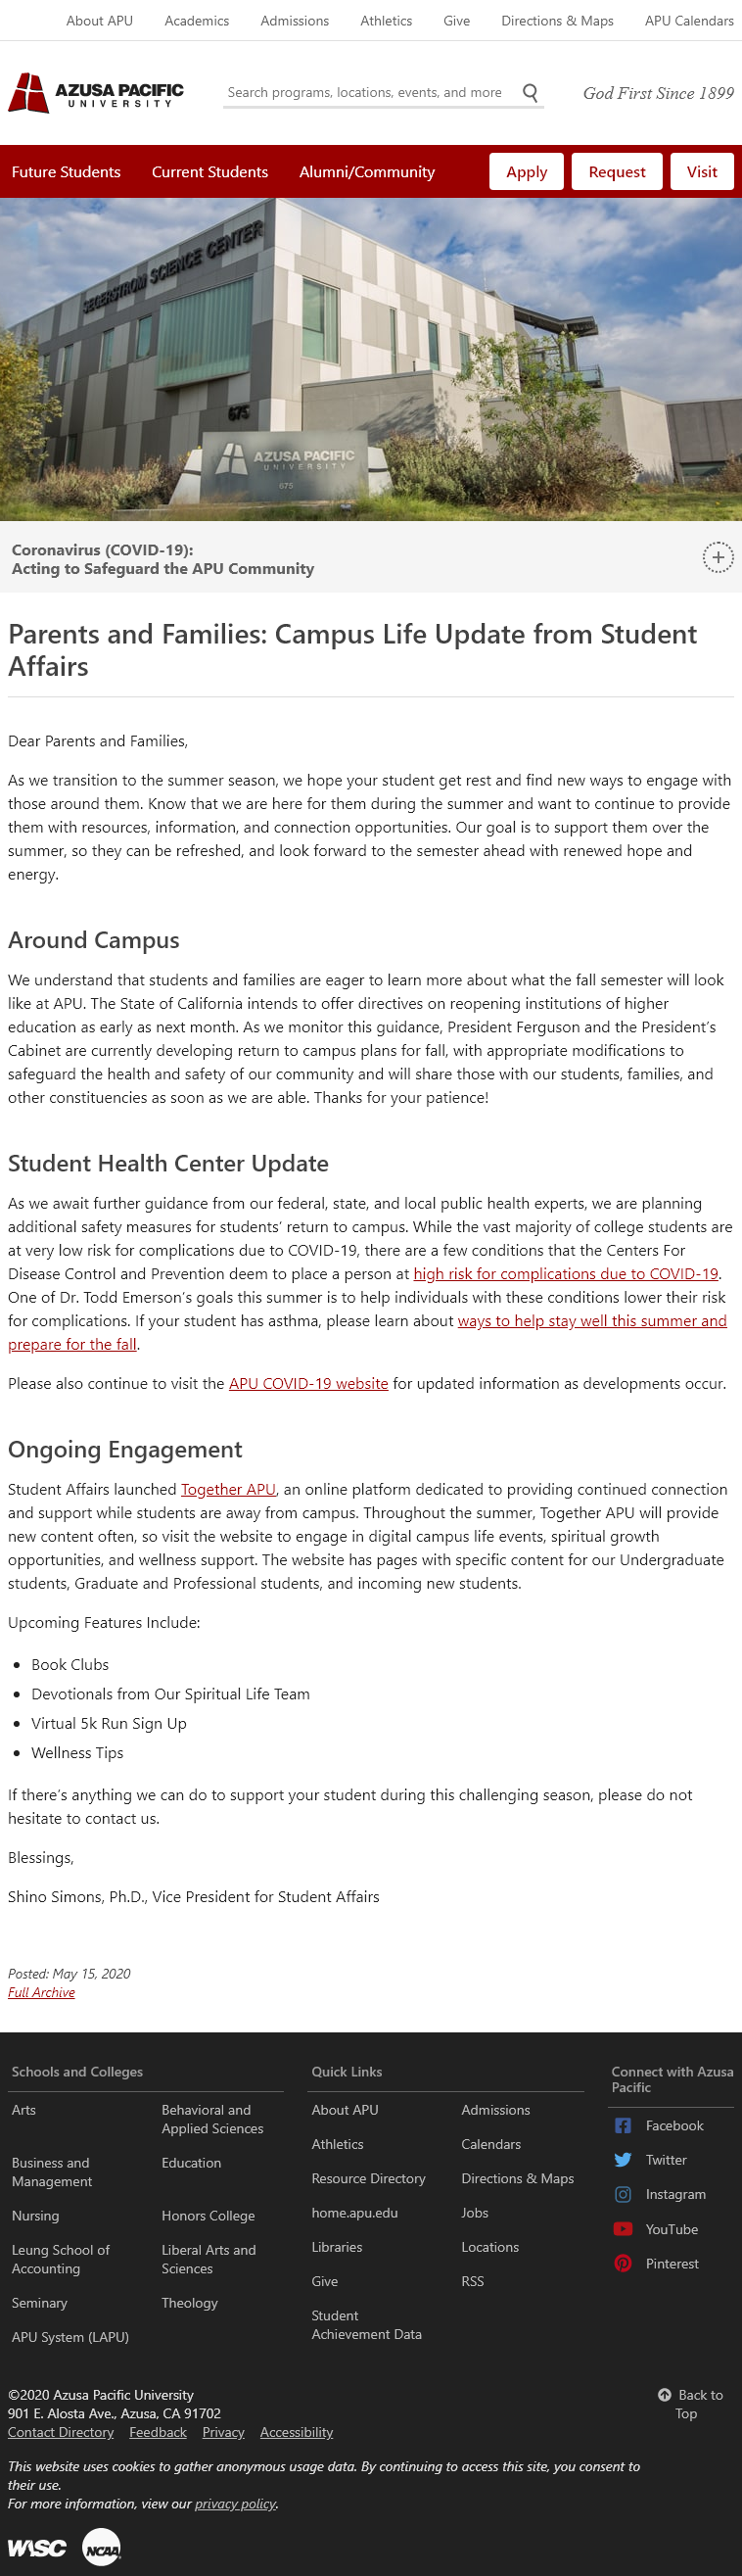 About APU Academics Admissions Athletics Give Directions & Maps APU Calendars
AZUSA PACIFIC
UNIVERSITY
Search programs, locations, events, and more
God First Since 1899
Future Students Current Students Alumni/Community Apply Request Visit
SEGERSTROM SCIENCE CENTER
675
AZUSA PACIFIC
UNIVERSITY
675
Coronavirus (COVID-19):
Acting to Safeguard the APU Community
Parents and Families: Campus Life Update from Student
Affairs
Dear Parents and Families,
As we transition to the summer season, we hope your student get rest and find new ways to engage with
those around them. Know that we are here for them during the summer and want to continue to provide
them with resources, information, and connection opportunities. Our goal is to support them over the
summer, so they can be refreshed, and look forward to the semester ahead with renewed hope and
energy.
Around Campus
We understand that students and families are eager to learn more about what the fall semester will look
like at APU. The State of California intends to offer directives on reopening institutions of higher
education as early as next month. As we monitor this guidance, President Ferguson and the President’s
Cabinet are currently developing return to campus plans for fall, with appropriate modifications to
safeguard the health and safety of our community and will share those with our students, families, and
other constituencies as soon as we are able. Thanks for your patience!
Student Health Center Update
As we await further guidance from our federal, state, and local public health experts, we are planning
additional safety measures for students’ return to campus. While the vast majority of college students are
at very low risk for complications due to COVID-19, there are a few conditions that the Centers For
Disease Control and Prevention deem to place a person at high risk for complications due to COVID-19.
One of Dr. Todd Emerson’s goals this summer is to help individuals with these conditions lower their risk
for complications. If your student has asthma, please learn about ways to help stay well this summer and
prepare for the fall.
Please also continue to visit the APU COVID-19 website for updated information as developments occur.
Ongoing Engagement
Student Affairs launched Together APU, an online platform dedicated to providing continued connection
and support while students are away from campus. Throughout the summer, Together APU will provide
new content often, so visit the website to engage in digital campus life events, spiritual growth
opportunities, and wellness support. The website has pages with specific content for our Undergraduate
students, Graduate and Professional students, and incoming new students.
Upcoming Features Include:
Book Clubs
Devotionals from Our Spiritual Life Team
Virtual 5k Run Sign Up
Wellness Tips
If there’s anything we can do to support your student during this challenging season, please do not
hesitate to contact us.
Blessings,
Shino Simons, Ph.D., Vice President for Student Affairs
Posted: May 15, 2020
Full Archive
Schools and Colleges
Arts
Behavioral and
Applied Sciences
Business and
Management
Education
Nursing
Honors College
Leung School of
Accounting
Liberal Arts and
Sciences
Seminary
Theology
APU System (LAPU)
Quick Links
About APU
Admissions
Athletics
Calendars
Resource Directory
Directions & Maps
home.apu.edu
Jobs
Libraries
Locations
Give
RSS
Student
Achievement Data
Connect with Azusa
Pacific
Facebook
Twitter
Instagram
YouTube
Pinterest
©2020 Azusa Pacific University
901 E. Alosta Ave., Azusa, CA 91702
Contact Directory Feedback Privacy Accessibility
Back to
Top
This website uses cookies to gather anonymous usage data. By continuing to access this site, you consent to
their use.
For more information, view our privacy policy.
WASC NCAA